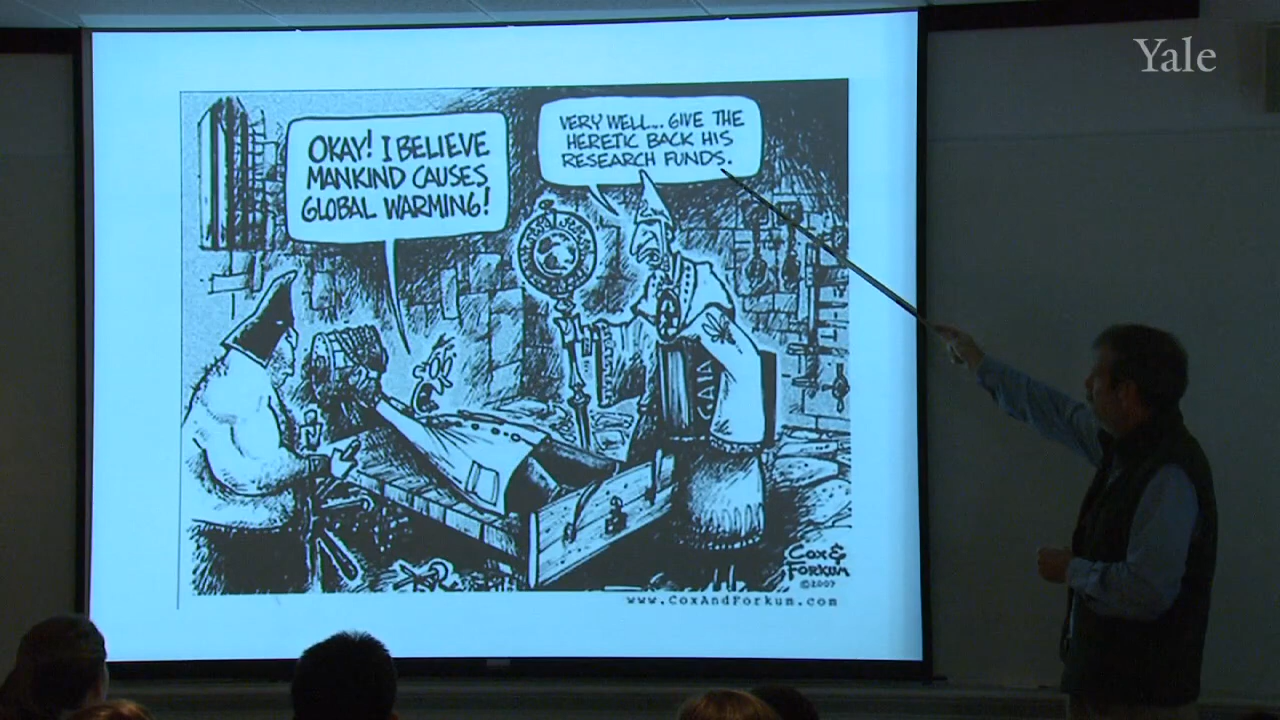 Yale
OKAY! I BELIEVE
MANKIND CAUSES
GLOBAL WARMING!
VERY WELL... GIVE THE
HERETIC BACK HIS
RESEARCH FUNDS.
GAIA
COX &
FORKUM
©2007
www.CoxAndForkum.com